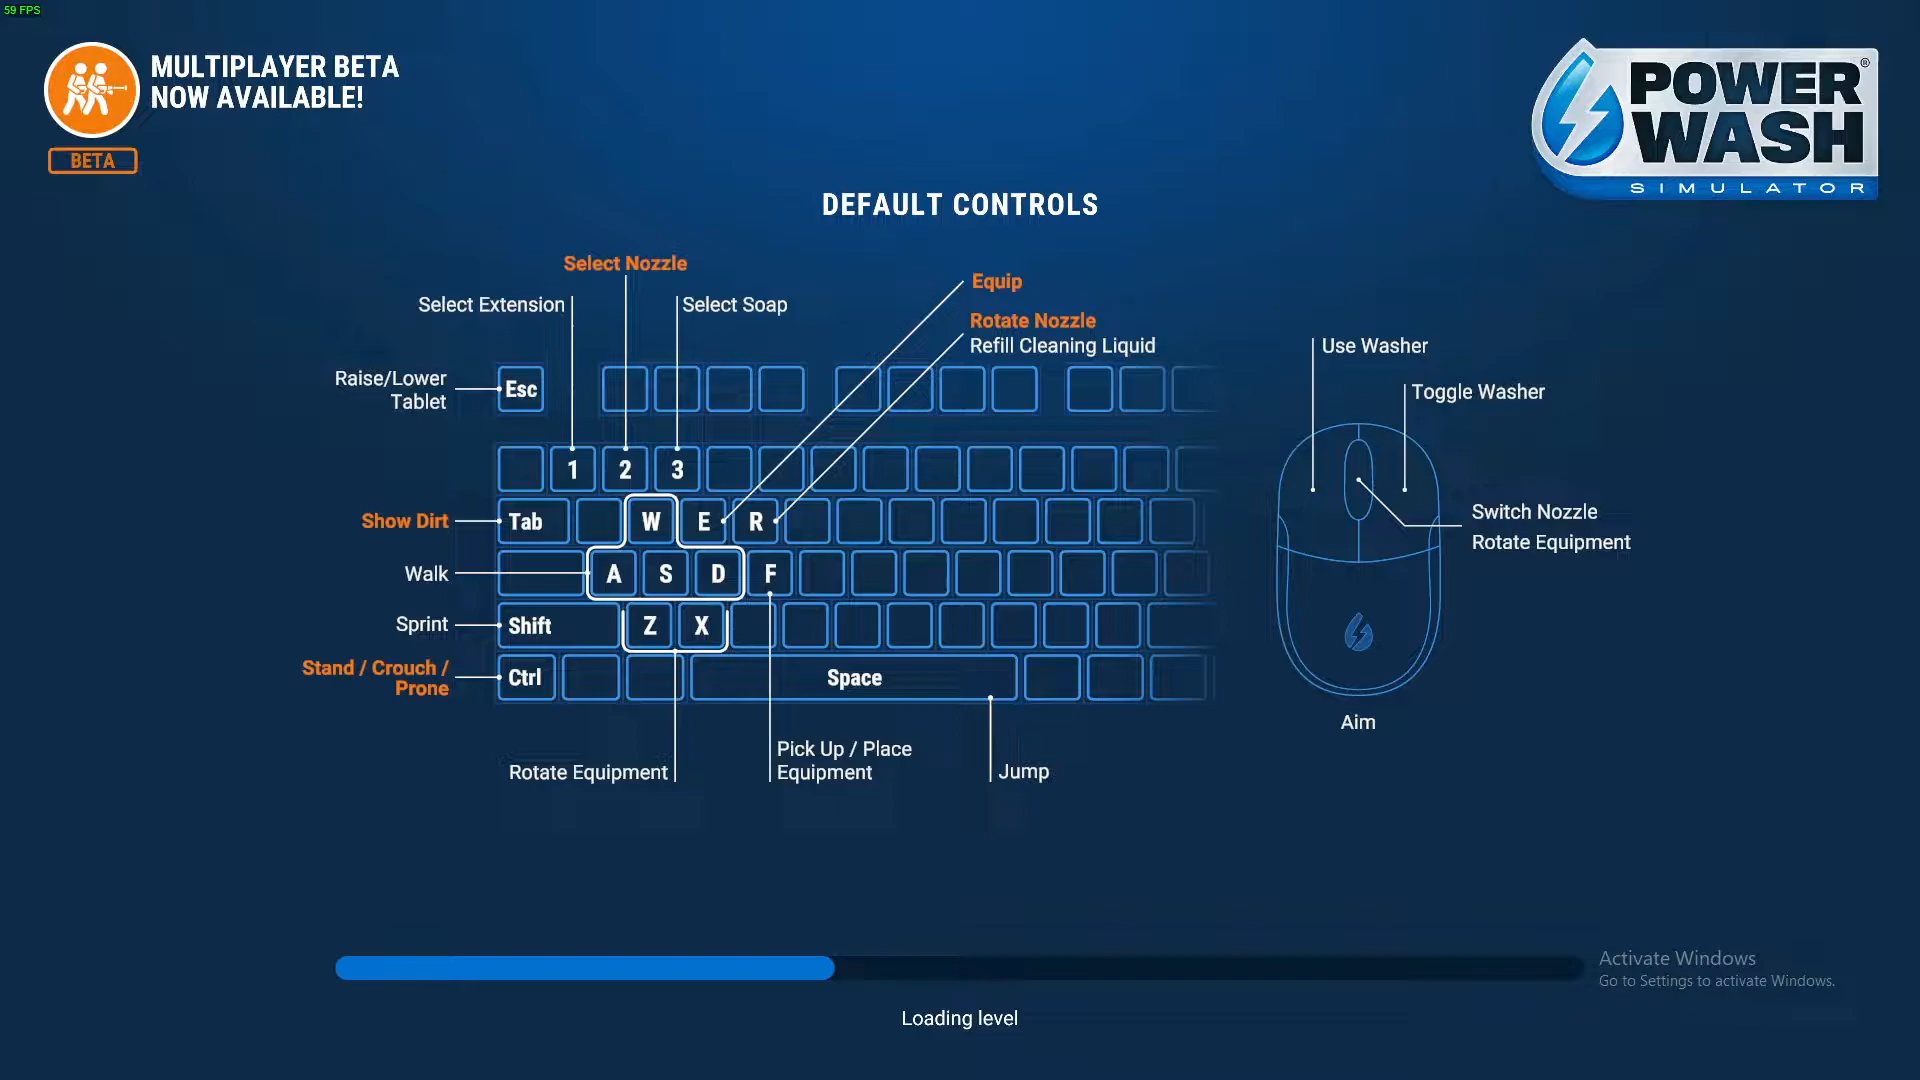 59 FPS
MULTIPLAYER BETA
NOW AVAILABLE!
BETA
POWER®
WASH
SIMULATOR
DEFAULT CONTROLS
Select Nozzle
Select Extension
Select Soap
Equip
Rotate Nozzle
Refill Cleaning Liquid
Use Washer
Toggle Washer
Raise/Lower
Tablet
Esc
1 2 3
Show Dirt
Tab W E R
Switch Nozzle
Rotate Equipment
Walk
A S D F
Sprint
Shift Z X
Stand / Crouch /
Prone
Ctrl Space
Aim
Rotate Equipment
Pick Up / Place
Equipment
Jump
Activate Windows
Go to Settings to activate Windows.
Loading level